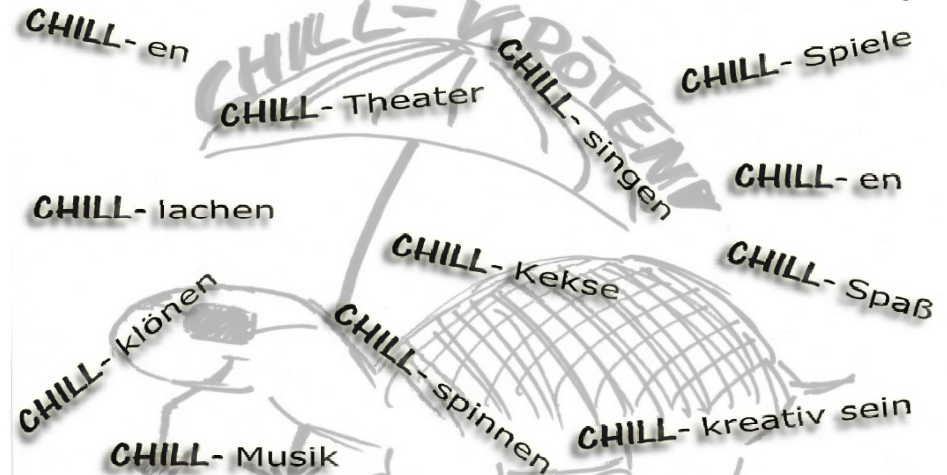 CHILL-KRÖTEN
CHILL- en
CHILL- Spiele
CHILL- Theater
CHILL- singen
CHILL- en
CHILL- lachen
CHILL- Kekse
CHILL- Spaß
CHILL- klönen
CHILL- spinnen
CHILL- kreativ sein
CHILL- Musik